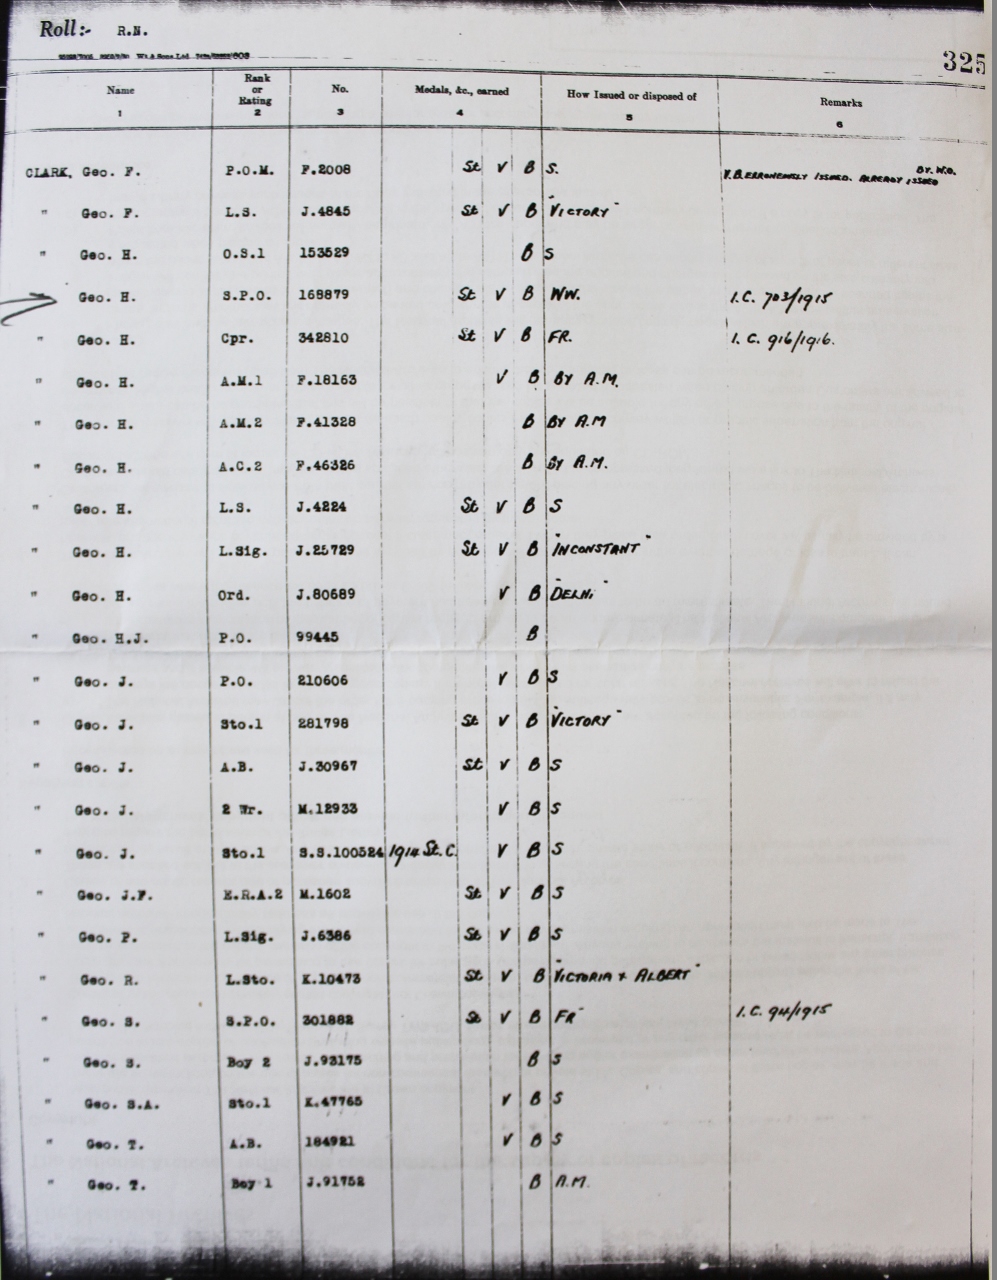 Roll:- R.N.
325
Name Rank or Rating No. Medals, &c., earned How Issued or disposed of Remarks
1 2 3 4 5 6
CLARK, Geo. F. P.O.M. F.2008 St V B S. V.B. ERRONEOUSLY ISSUED. ALREADY ISSUED BY. W.O.
" Geo. F. L.S. J.4845 St V B "VICTORY"
" Geo. H. O.S.1 153529 B S
Geo. H. S.P.O. 168879 St V B WW. I.C. 703/1915
" Geo. H. Cpr. 342810 St V B FR. I.C. 916/1916.
" Geo. H. A.M.1 F.18163 V B BY A.M.
" Geo. H. A.M.2 F.41328 B BY A.M
" Geo. H. A.C.2 F.46326 B BY A.M.
" Geo. H. L.S. J.4224 St V B S
" Geo. H. L.Sig. J.25729 St V B "INCONSTANT"
" Geo. H. Ord. J.80689 V B "DELHI"
" Geo. H.J. P.O. 99445 B
" Geo. J. P.O. 210606 V B S
" Geo. J. Sto.1 281798 St V B "VICTORY"
" Geo. J. A.B. J.30967 St V B S
" Geo. J. 2 Wr. M.12933 V B S
" Geo. J. Sto.1 S.S.100524 1914 St. C. V B S
" Geo. J.F. E.R.A.2 M.1602 St V B S
" Geo. P. L.Sig. J.6386 St V B S
" Geo. R. L.Sto. K.10473 St V B "VICTORIA & ALBERT"
" Geo. S. S.P.O. 301882 St V B FR I.C. 94/1915
" Geo. S. Boy 2 J.93175 B S
" Geo. S.A. Sto.1 K.47765 V B S
" Geo. T. A.B. 184921 V B S
" Geo. T. Boy 1 J.91752 B A.M.